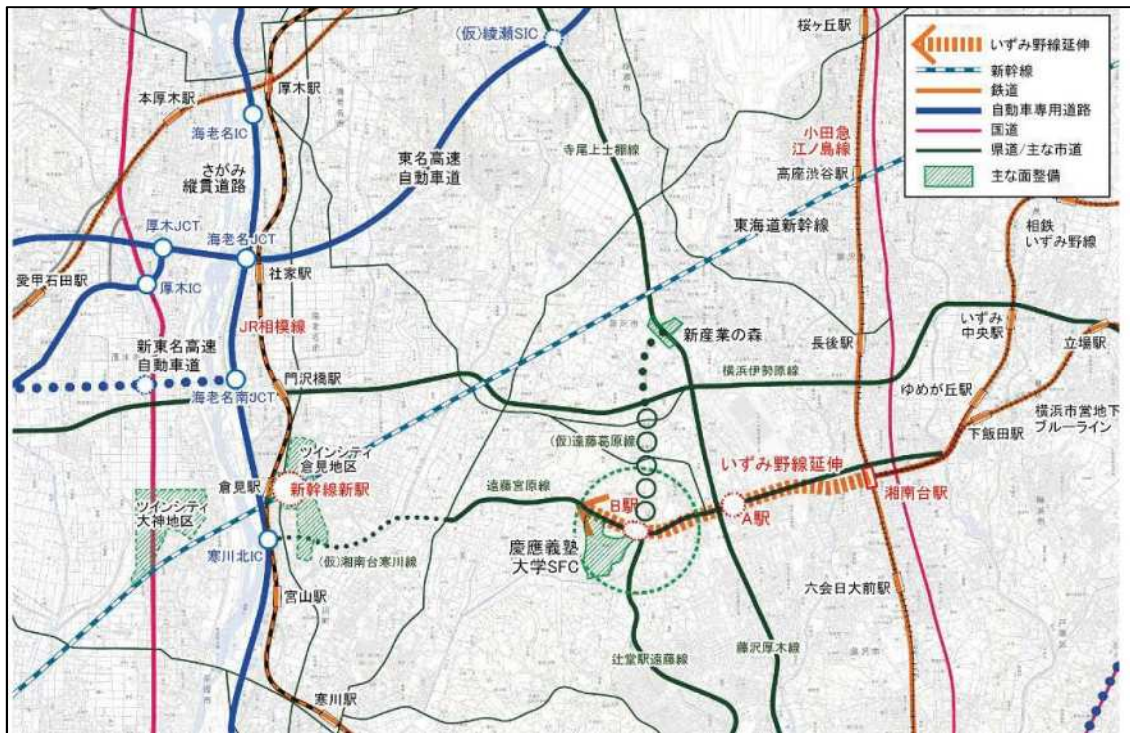 (仮)綾瀬SIC
桜ヶ丘駅
いずみ野線延伸
新幹線
鉄道
自動車専用道路
国道
県道/主な市道
主な面整備
本厚木駅
厚木駅
海老名IC
さがみ
縦貫道路
東名高速
自動車道
寺尾上土棚線
小田急
江ノ島線
高座渋谷駅
東海道新幹線
相鉄
いずみ野線
厚木JCT
海老名JCT
愛甲石田駅
社家駅
厚木IC
JR相模線
新東名高速
自動車道
新産業の森
長後駅
いずみ
中央駅
立場駅
門沢橋駅
横浜伊勢原線
海老名南JCT
ゆめが丘駅
横浜市営地下
ブルーライン
下飯田駅
(仮)遠藤葛原線
ツインシティ
倉見地区
いずみ野線延伸
倉見駅
新幹線新駅
遠藤宮原線
B駅
A駅
湘南台駅
ツインシティ
大神地区
寒川北IC
(仮)湘南台寒川線
慶應義塾
大学SFC
宮山駅
六会日大前駅
辻堂駅遠藤線
藤沢厚木線
寒川駅